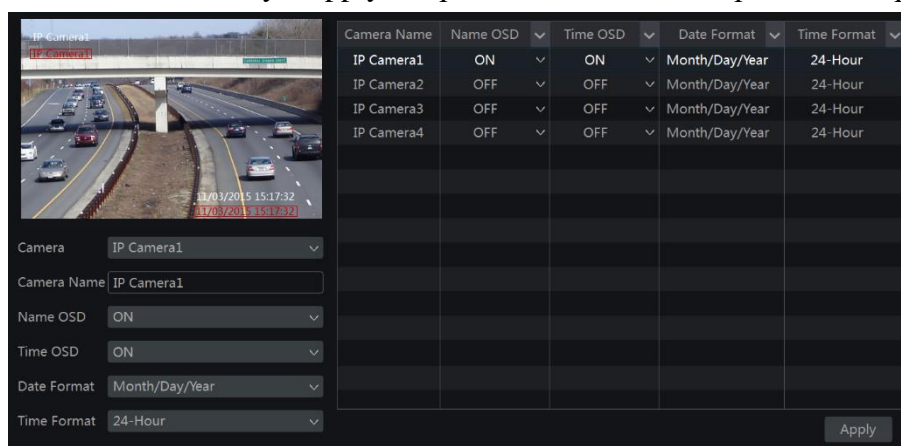 IP Camera1
IP Camera1
11/03/2015 15:17:32
11/03/2015 15:17:32
Camera IP Camera1
Camera Name IP Camera1
Name OSD ON
Time OSD ON
Date Format Month/Day/Year
Time Format 24-Hour
Camera Name Name OSD Time OSD Date Format Time Format
IP Camera1 ON ON Month/Day/Year 24-Hour
IP Camera2 OFF OFF Month/Day/Year 24-Hour
IP Camera3 OFF OFF Month/Day/Year 24-Hour
IP Camera4 OFF OFF Month/Day/Year 24-Hour
Apply